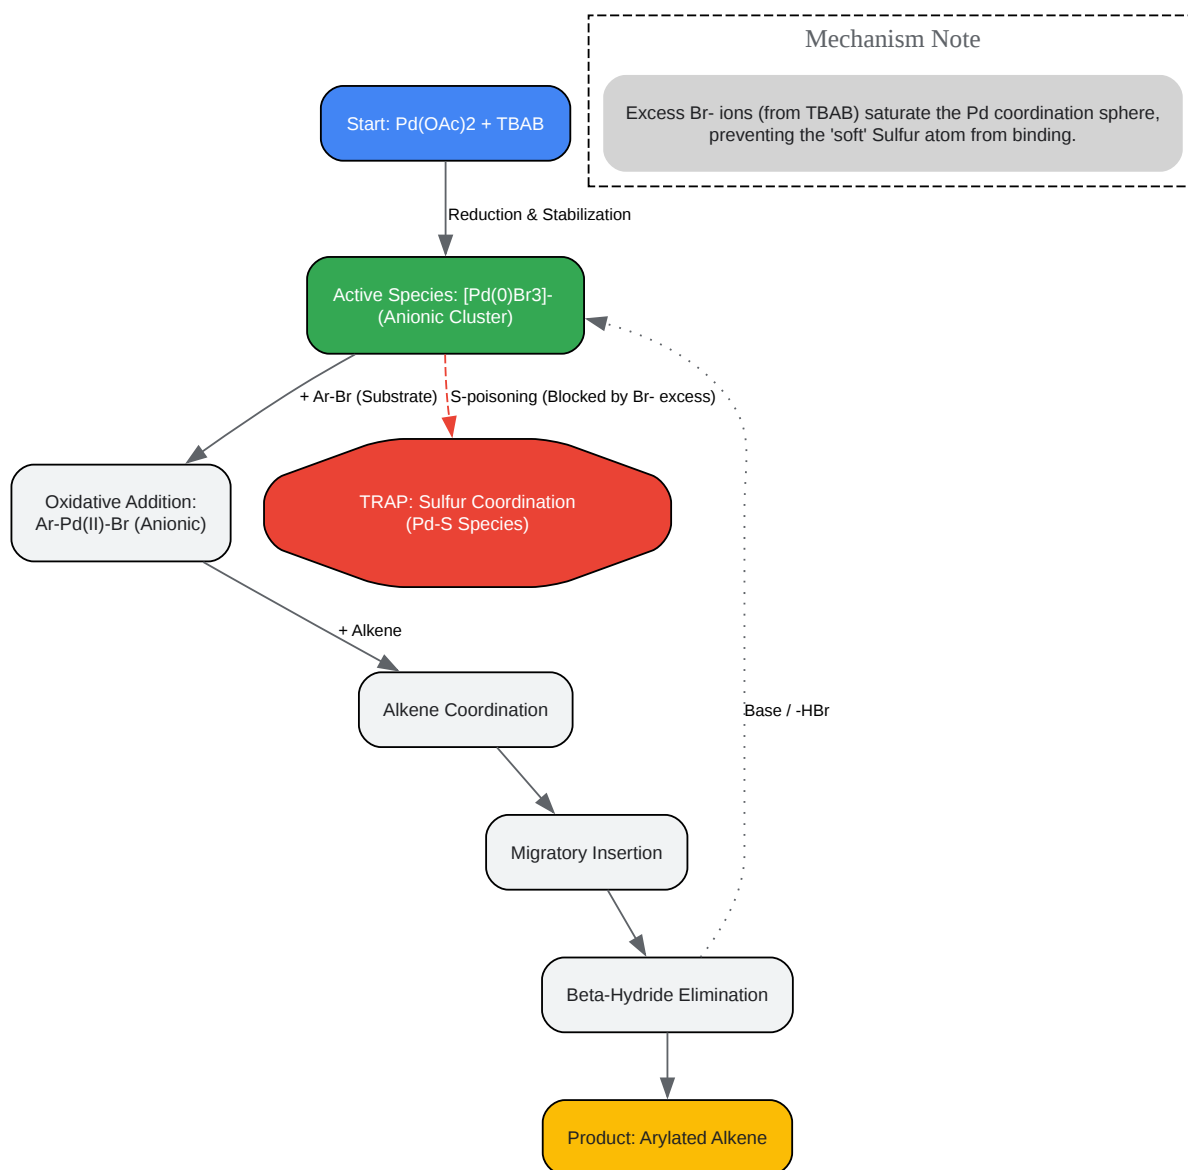 Mechanism Note
Excess Br- ions (from TBAB) saturate the Pd coordination sphere,
preventing the 'soft' Sulfur atom from binding.
Start: Pd(OAc)2 + TBAB
Reduction & Stabilization
Active Species: [Pd(0)Br3]-
(Anionic Cluster)
+ Ar-Br (Substrate)
S-poisoning (Blocked by Br- excess)
Oxidative Addition:
Ar-Pd(II)-Br (Anionic)
TRAP: Sulfur Coordination
(Pd-S Species)
+ Alkene
Alkene Coordination
Base / -HBr
Migratory Insertion
Beta-Hydride Elimination
Product: Arylated Alkene